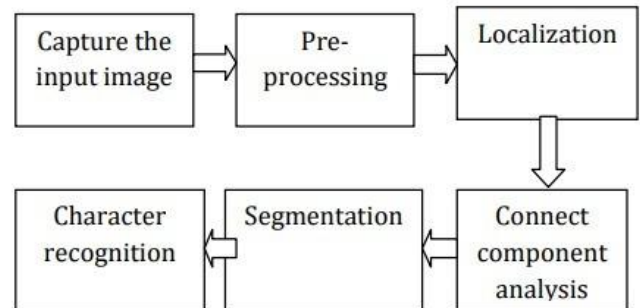 Capture the
input image
Pre-
processing
Localization
Connect
component
analysis
Segmentation
Character
recognition